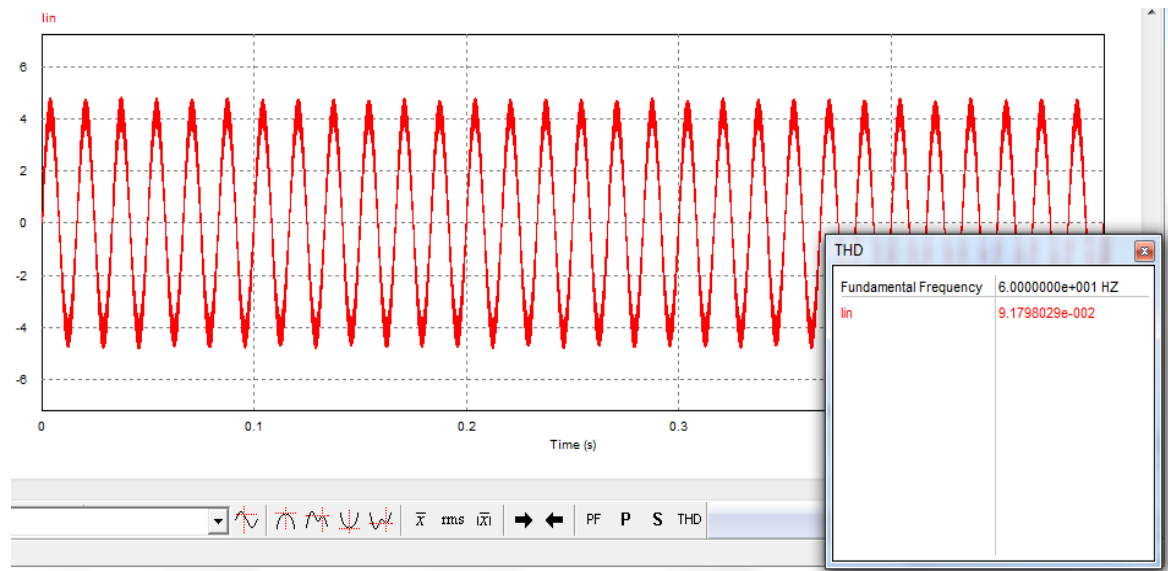 Iin
6
4
2
0
-2
-4
-6
0
0.1
0.2
0.3
Time (s)
THD
Fundamental Frequency 6.0000000e+001 HZ
Iin 9.1798029e-002
x rms |x| PF P S THD